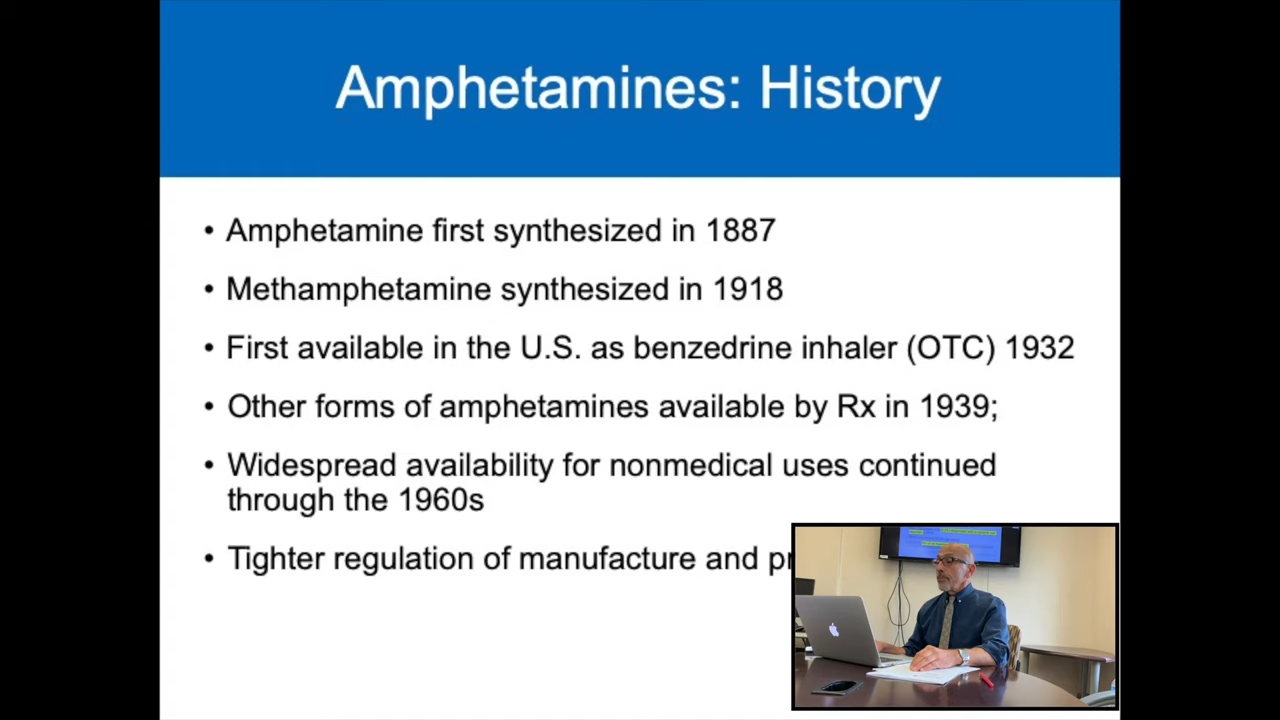 Amphetamines: History
• Amphetamine first synthesized in 1887
• Methamphetamine synthesized in 1918
• First available in the U.S. as benzedrine inhaler (OTC) 1932
• Other forms of amphetamines available by Rx in 1939;
• Widespread availability for nonmedical uses continued
through the 1960s
• Tighter regulation of manufacture and